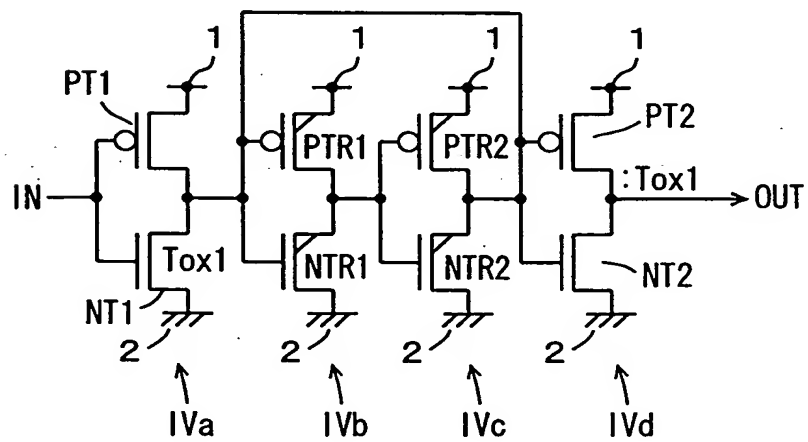 1 1 1 1
PT1 PTR1 PTR2 PT2
IN :Tox1 OUT
Tox1 NTR1 NTR2 NT2
NT1
2 2 2 2
IVa IVb IVc IVd